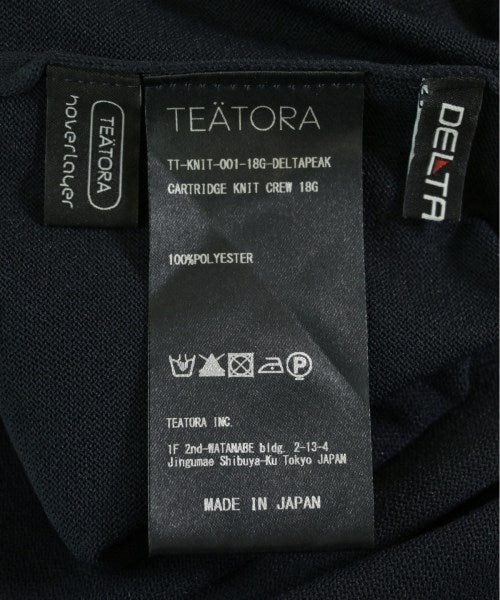 TEÄTORA
TT-KNIT-001-18G-DELTAPEAK
CARTRIDGE KNIT CREW 18G
100%POLYESTER
P
TEATORA INC.
1F 2nd-WATANABE bldg. 2-13-4
Jingumae Shibuya-Ku Tokyo JAPAN
MADE IN JAPAN
TEÄTORA
hoverlayer
DELTA